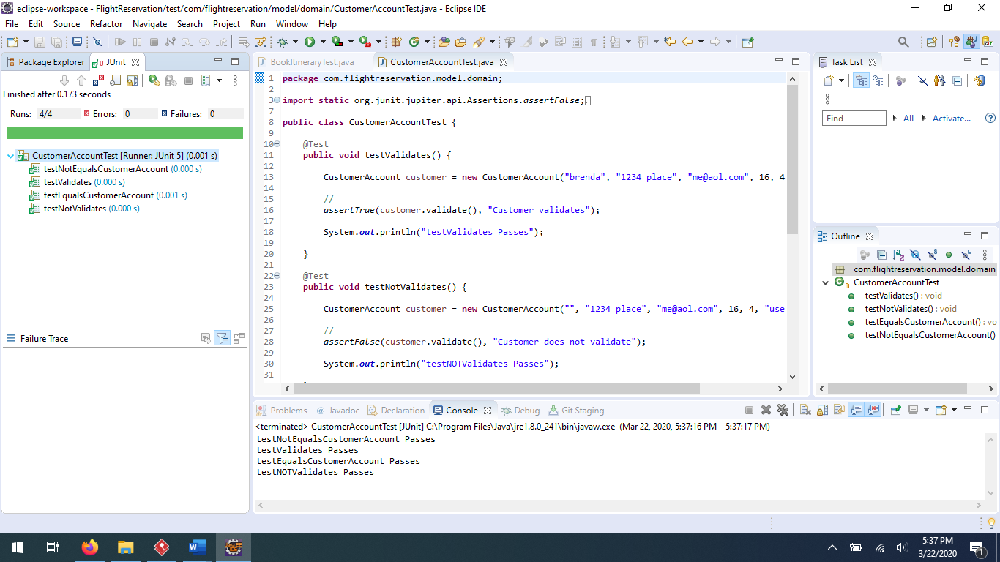 eclipse-workspace - FlightReservation/test/com/flightreservation/model/domain/CustomerAccountTest.java - Eclipse IDE
File Edit Source Refactor Navigate Search Project Run Window Help
Package Explorer JUnit
Finished after 0.173 seconds
Runs: 4/4 Errors: 0 Failures: 0
CustomerAccountTest [Runner: JUnit 5] (0.001 s)
testNotEqualsCustomerAccount (0.000 s)
testValidates (0.000 s)
testEqualsCustomerAccount (0.001 s)
testNotValidates (0.000 s)
Failure Trace
BookItineraryTest.java CustomerAccountTest.java
1 package com.flightreservation.model.domain;
2
3 import static org.junit.jupiter.api.Assertions.assertFalse;
7
8 public class CustomerAccountTest {
9
10 @Test
11 public void testValidates() {
12
13 CustomerAccount customer = new CustomerAccount("brenda", "1234 place", "me@aol.com", 16, 4,
14
15 //
16 assertTrue(customer.validate(), "Customer validates");
17
18 System.out.println("testValidates Passes");
19
20 }
21
22 @Test
23 public void testNotValidates() {
24
25 CustomerAccount customer = new CustomerAccount("", "1234 place", "me@aol.com", 16, 4, "user
26
27 //
28 assertFalse(customer.validate(), "Customer does not validate");
29
30 System.out.println("testNOTValidates Passes");
31
Task List
Find All Activate...
Outline
com.flightreservation.model.domain
CustomerAccountTest
testValidates() : void
testNotValidates() : void
testEqualsCustomerAccount() : vo
testNotEqualsCustomerAccount()
Problems Javadoc Declaration Console Debug Git Staging
<terminated> CustomerAccountTest [JUnit] C:\Program Files\Java\jre1.8.0_241\bin\javaw.exe (Mar 22, 2020, 5:37:16 PM – 5:37:17 PM)
testNotEqualsCustomerAccount Passes
testValidates Passes
testEqualsCustomerAccount Passes
testNOTValidates Passes
5:37 PM
3/22/2020